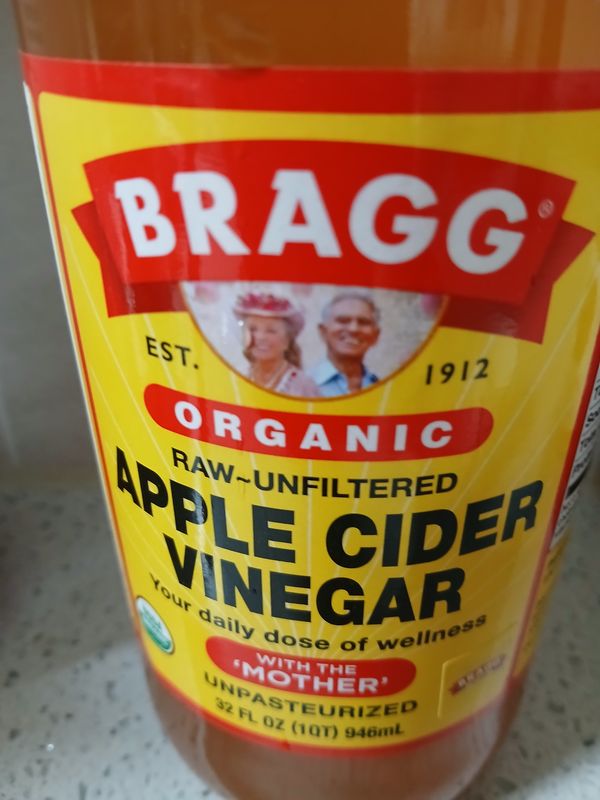 BRAGG®
EST. 1912
ORGANIC
RAW~UNFILTERED
APPLE CIDER
VINEGAR
Your daily dose of wellness
WITH THE
'MOTHER'
UNPASTEURIZED
32 FL OZ (1QT) 946mL
BRAGG